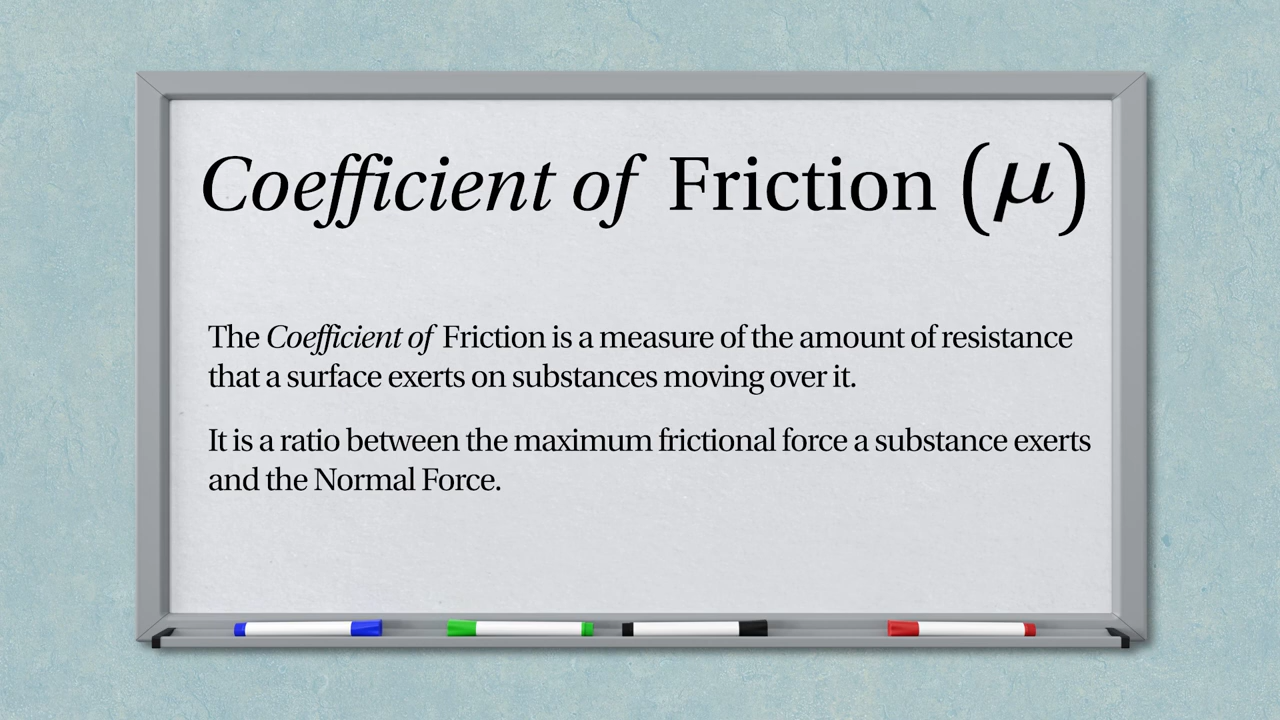 Coefficient of Friction (μ)
The Coefficient of Friction is a measure of the amount of resistance
that a surface exerts on substances moving over it.
It is a ratio between the maximum frictional force a substance exerts
and the Normal Force.